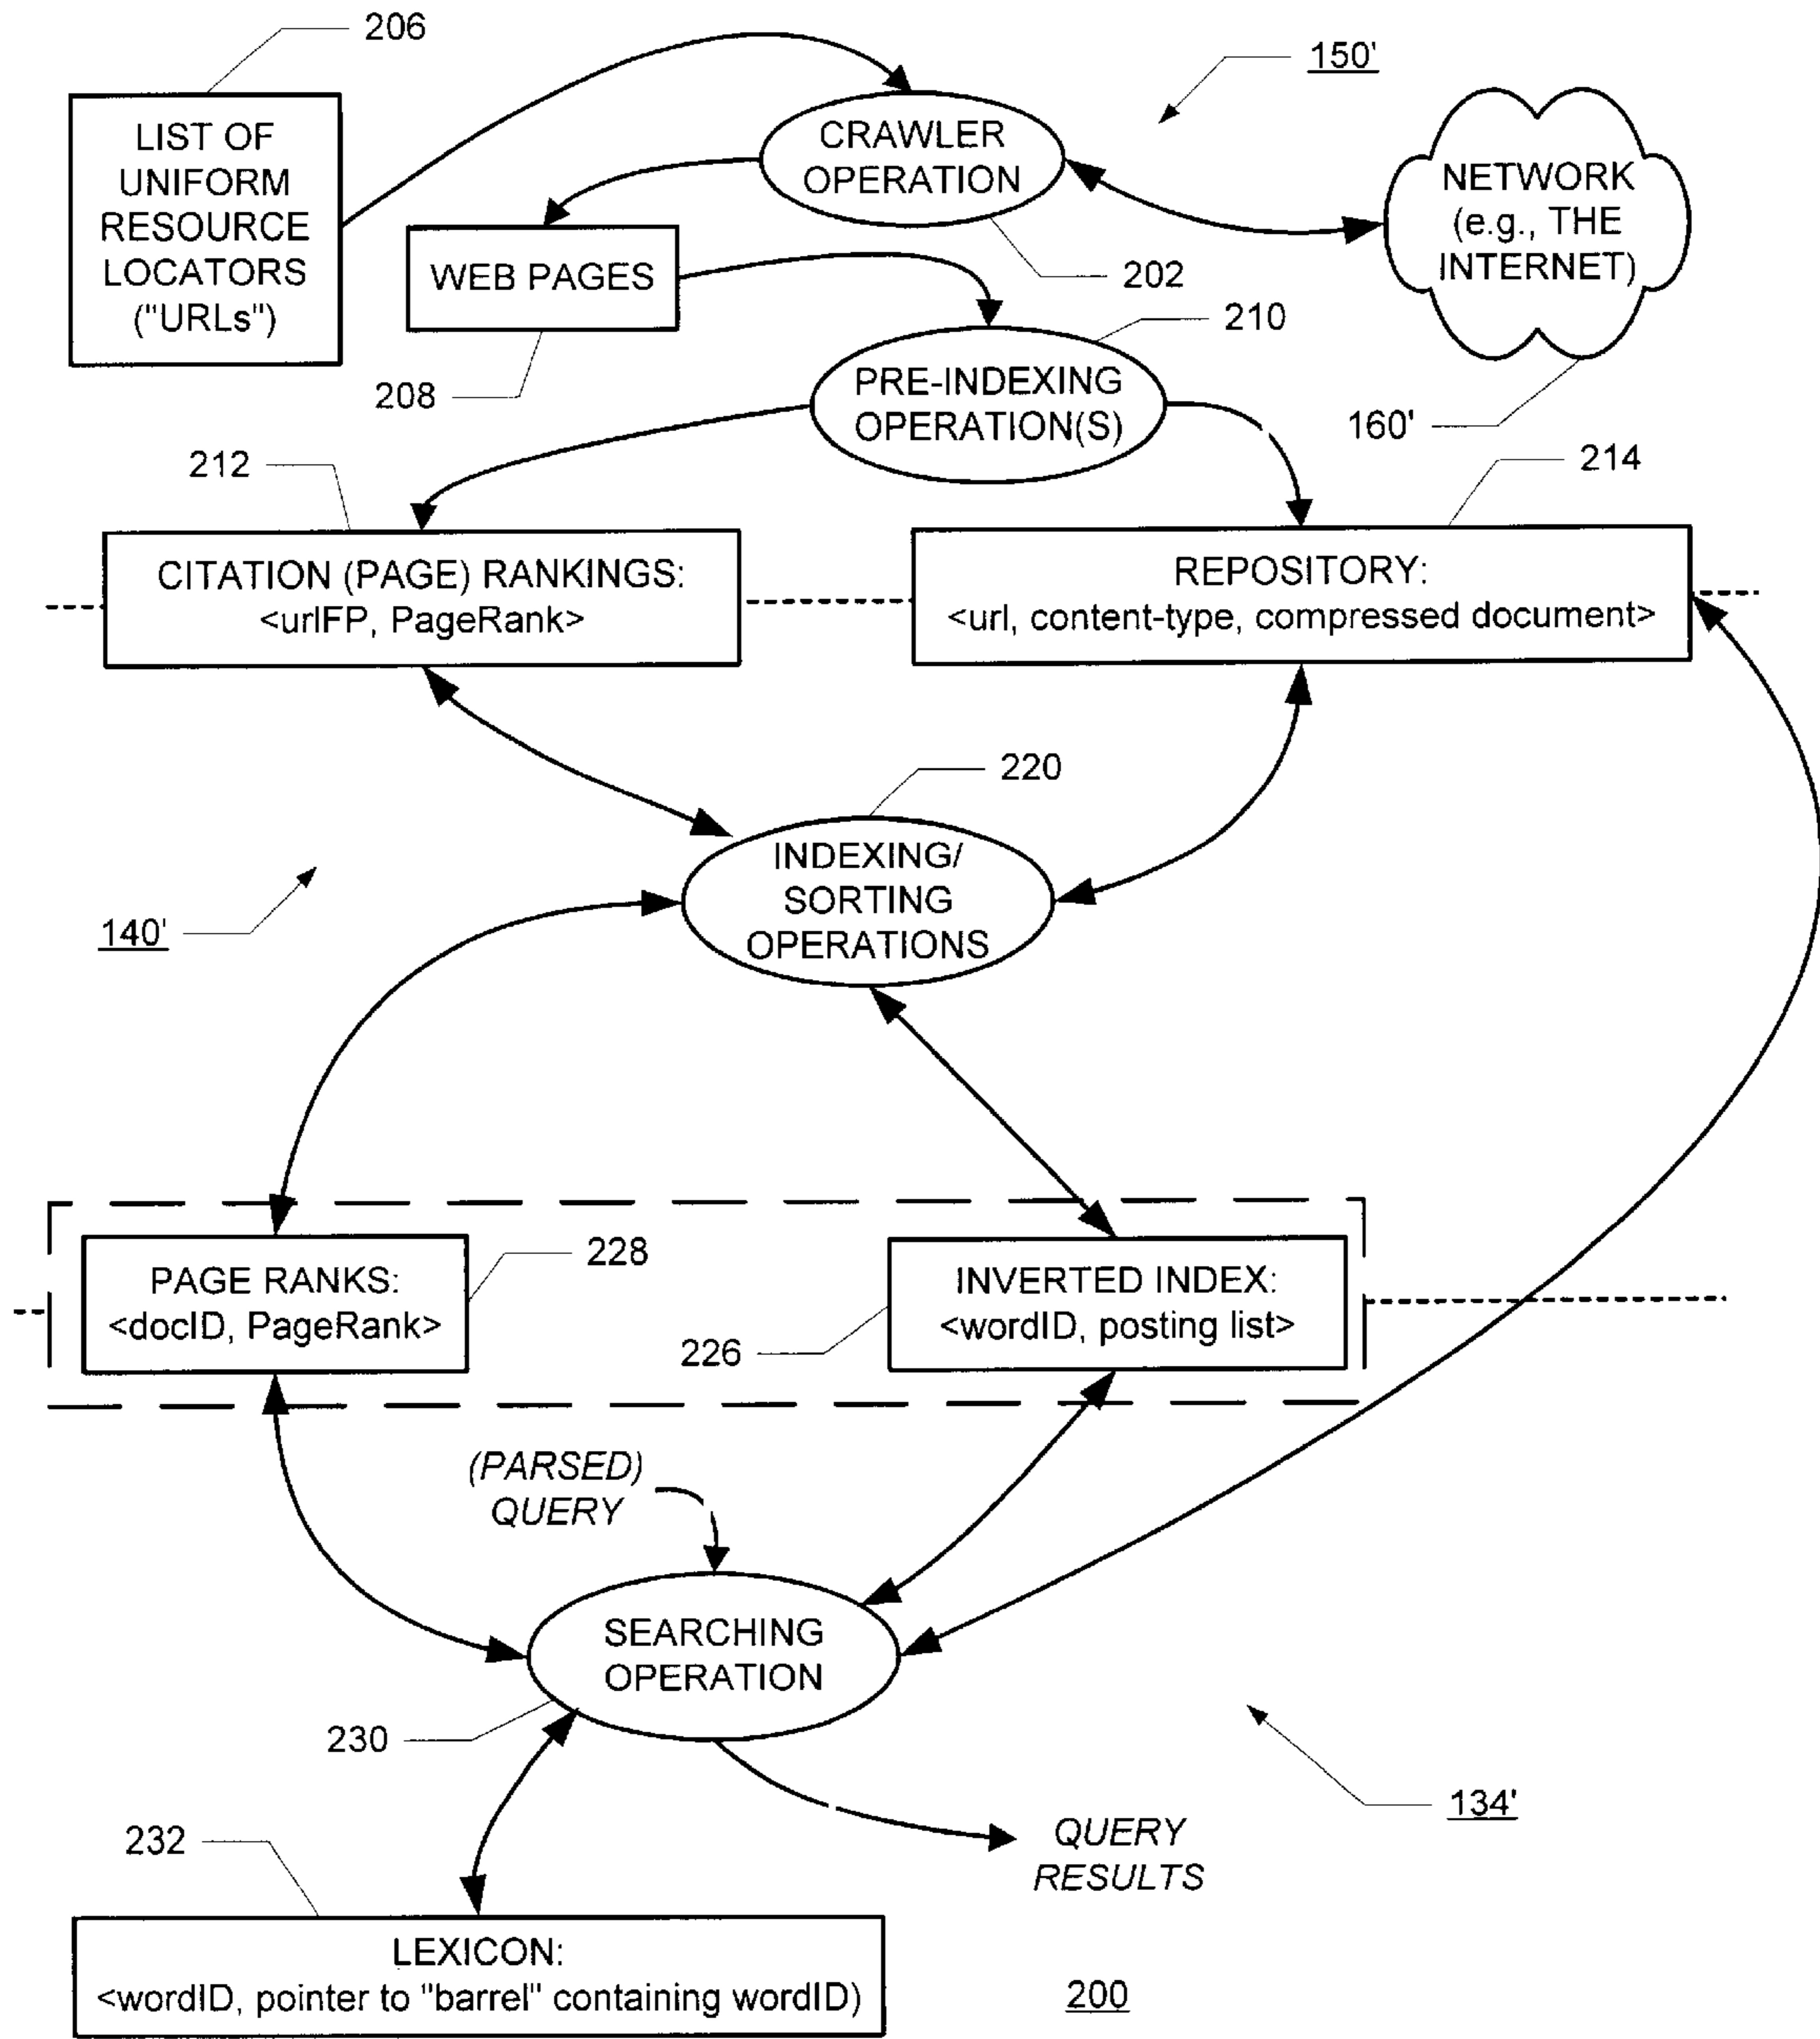 206
150'
LIST OF
UNIFORM
RESOURCE
LOCATORS
("URLs")
CRAWLER
OPERATION
NETWORK
(e.g., THE
INTERNET)
WEB PAGES
202
210
208
PRE-INDEXING
OPERATION(S)
160'
212
214
CITATION (PAGE) RANKINGS:
<urlFP, PageRank>
REPOSITORY:
<url, content-type, compressed document>
220
INDEXING/
SORTING
OPERATIONS
140'
228
PAGE RANKS:
<docID, PageRank>
INVERTED INDEX:
<wordID, posting list>
226
(PARSED)
QUERY
SEARCHING
OPERATION
230
134'
232
QUERY
RESULTS
LEXICON:
<wordID, pointer to "barrel" containing wordID)
200